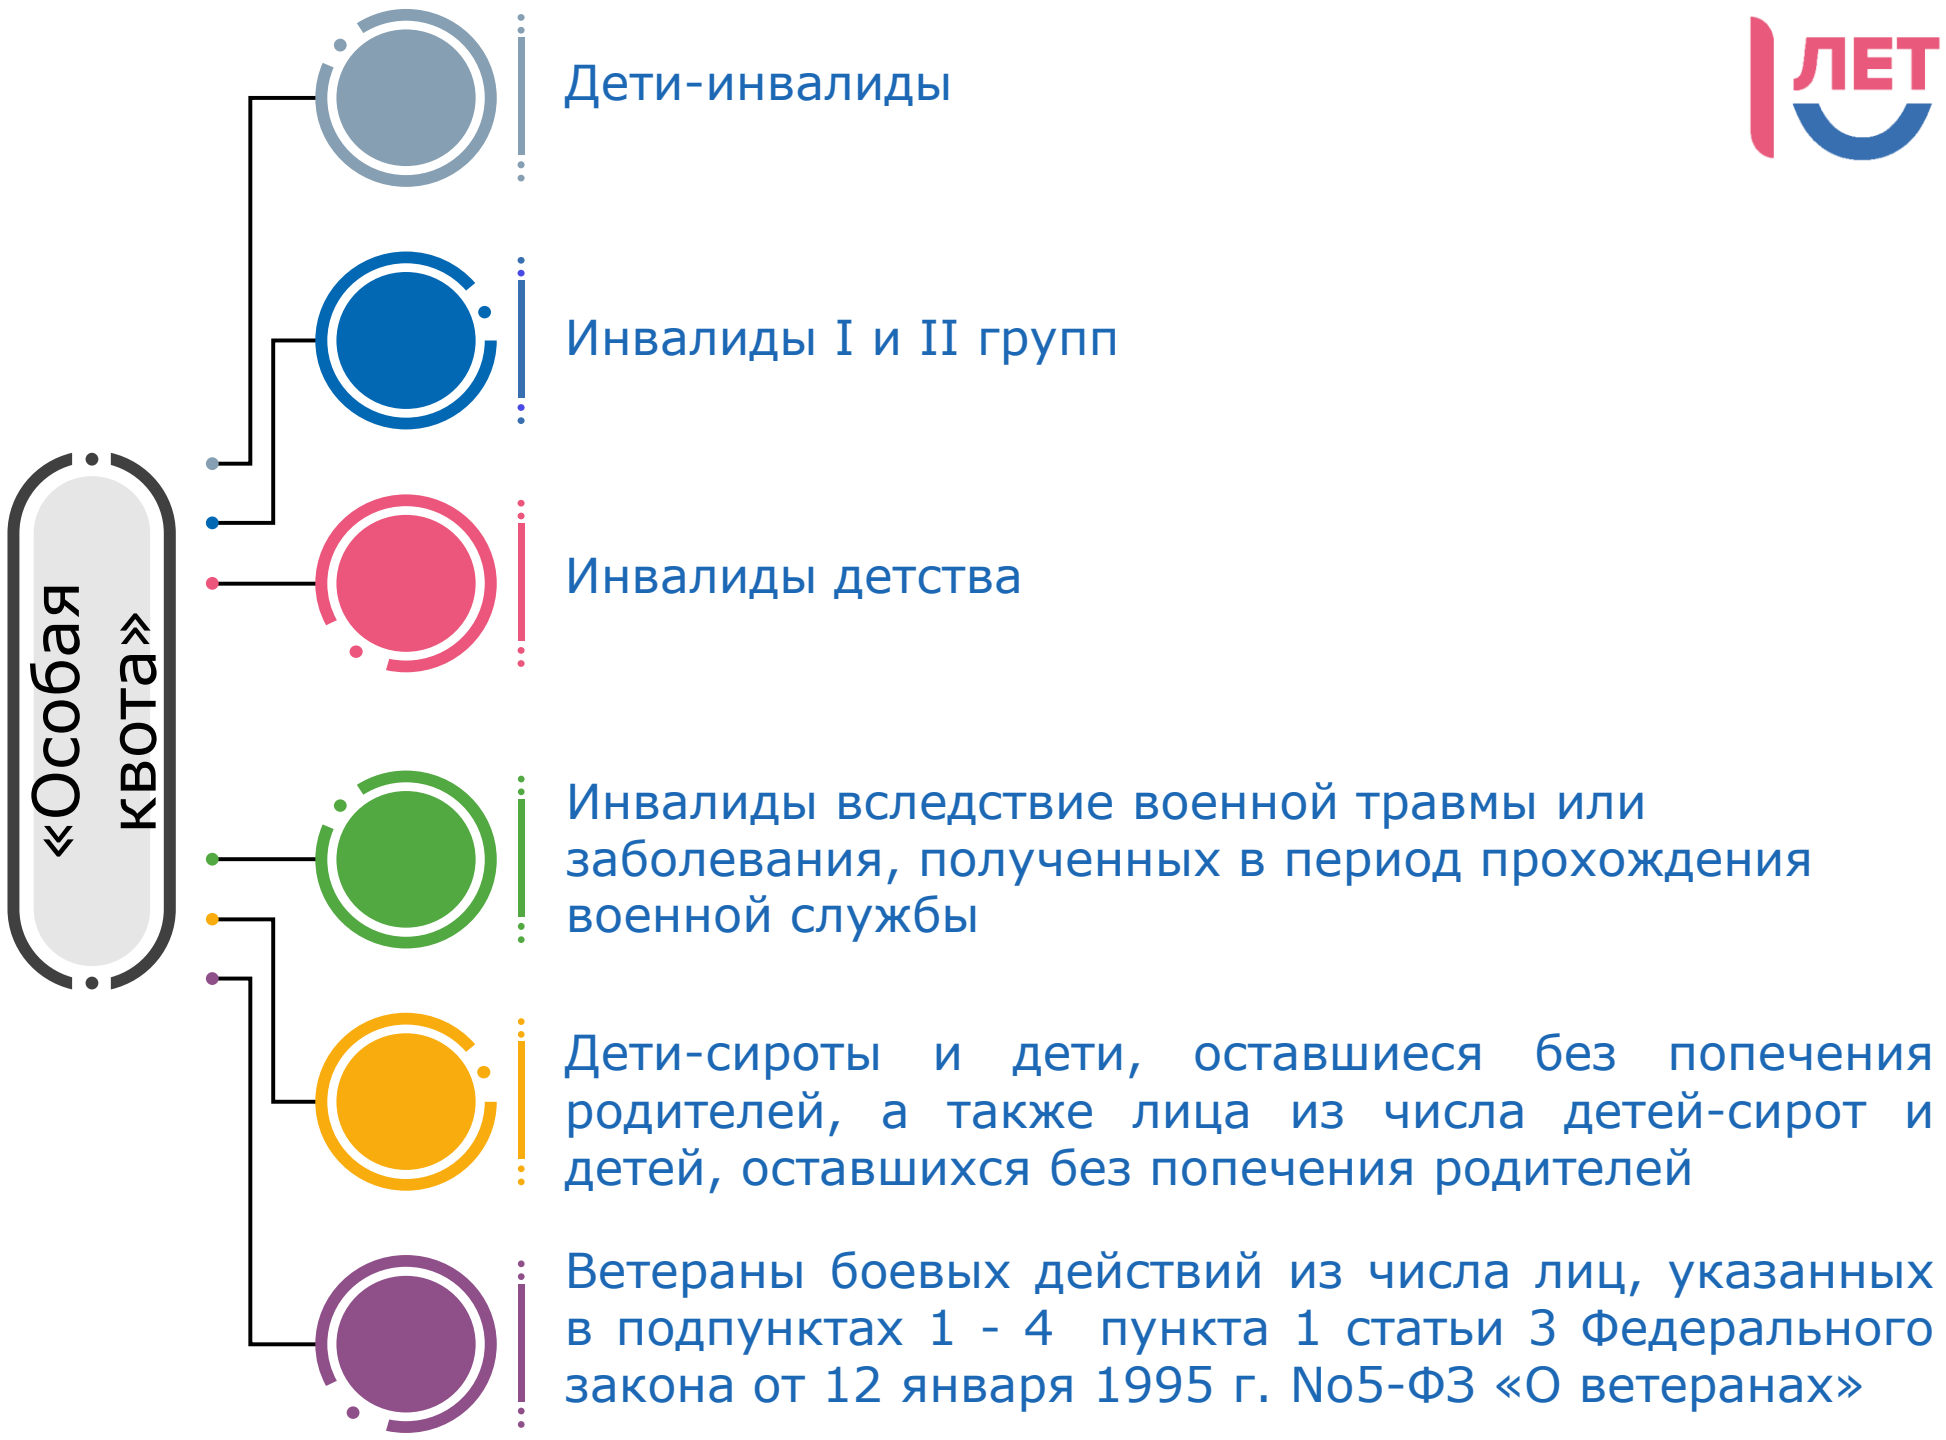 ЛЕТ
Дети-инвалиды
Инвалиды I и II групп
Инвалиды детства
«Особая
квота»
Инвалиды вследствие военной травмы или
заболевания, полученных в период прохождения
военной службы
Дети-сироты и дети, оставшиеся без попечения
родителей, а также лица из числа детей-сирот и
детей, оставшихся без попечения родителей
Ветераны боевых действий из числа лиц, указанных
в подпунктах 1 - 4 пункта 1 статьи 3 Федерального
закона от 12 января 1995 г. No5-ФЗ «О ветеранах»